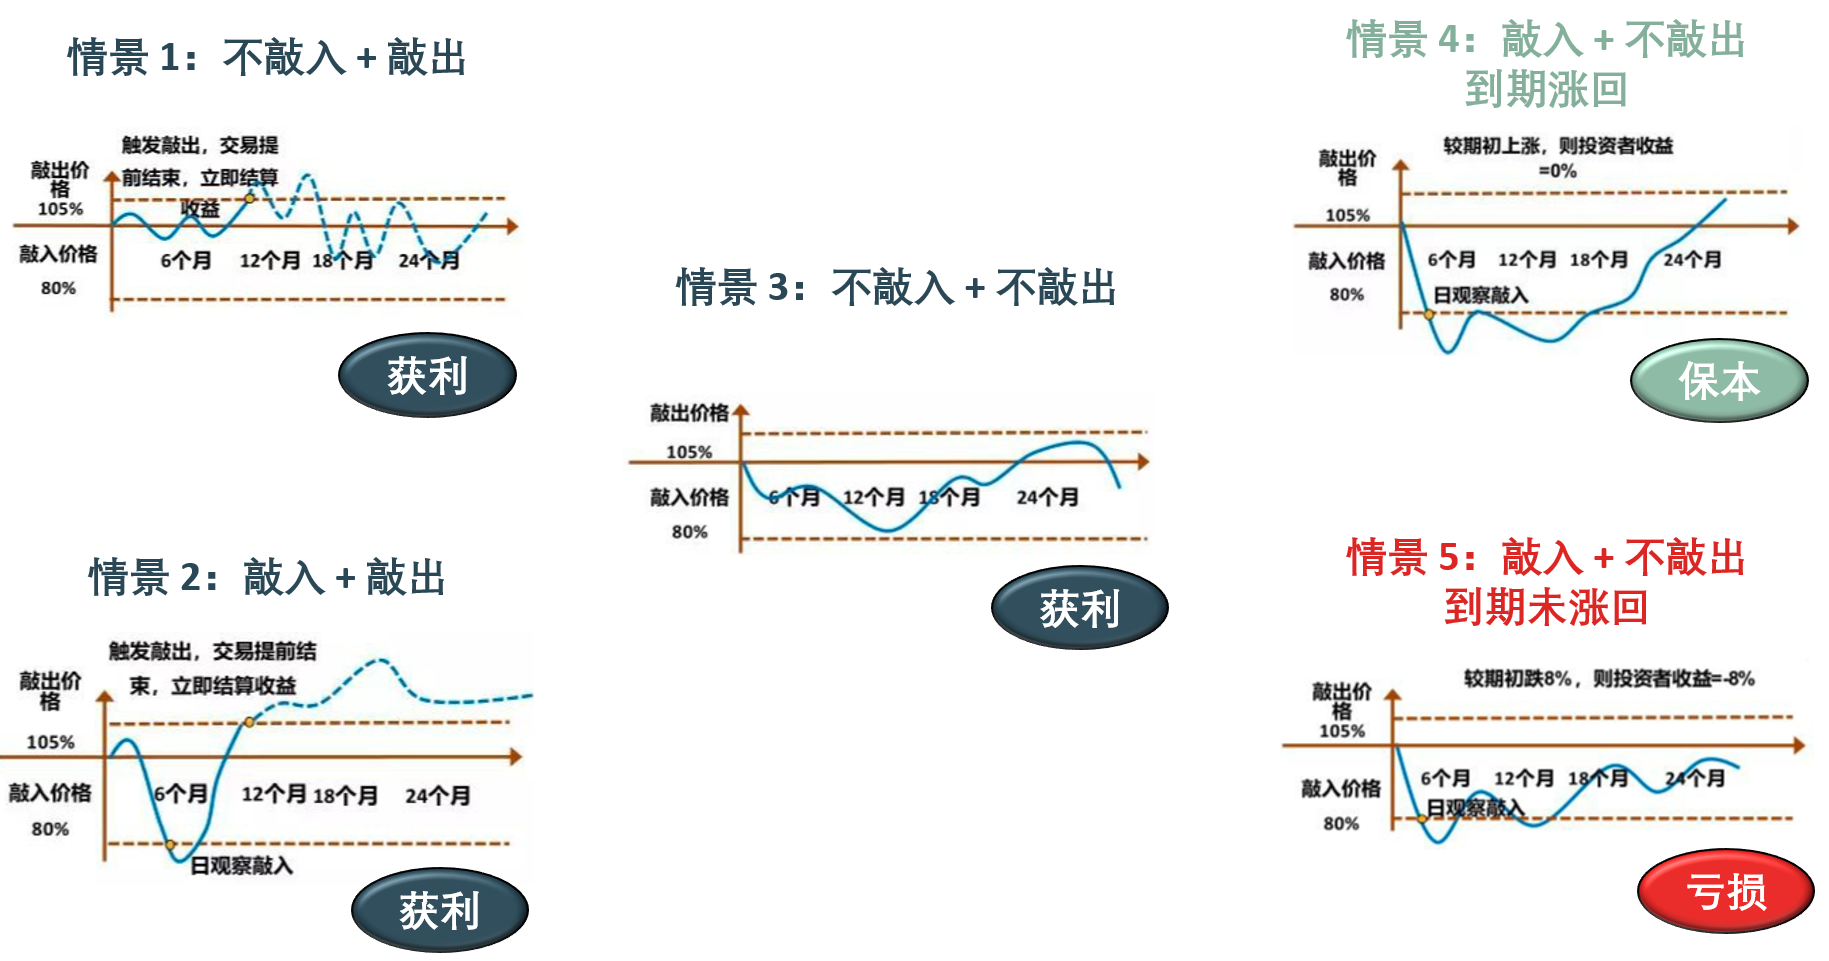 情景 1：不敲入 + 敲出
触发敲出，交易提
前结束，立即结算
收益
敲出价
格
105%
敲入价格
80%
6个月
12个月
18个月
24个月
获利
情景 2：敲入 + 敲出
触发敲出，交易提前结
束，立即结算收益
敲出价
格
105%
敲入价格
80%
6个月
12个月
18个月
24个月
日观察敲入
获利
情景 3：不敲入 + 不敲出
敲出价格
105%
敲入价格
80%
6个月
12个月
18个月
24个月
获利
情景 4：敲入 + 不敲出
到期涨回
较期初上涨，则投资者收益
=0%
敲出价
格
105%
敲入价格
80%
6个月
12个月
18个月
24个月
日观察敲入
保本
情景 5：敲入 + 不敲出
到期未涨回
较期初跌8%，则投资者收益=-8%
敲出价
格
105%
敲入价格
80%
6个月
12个月
18个月
24个月
日观察敲入
亏损